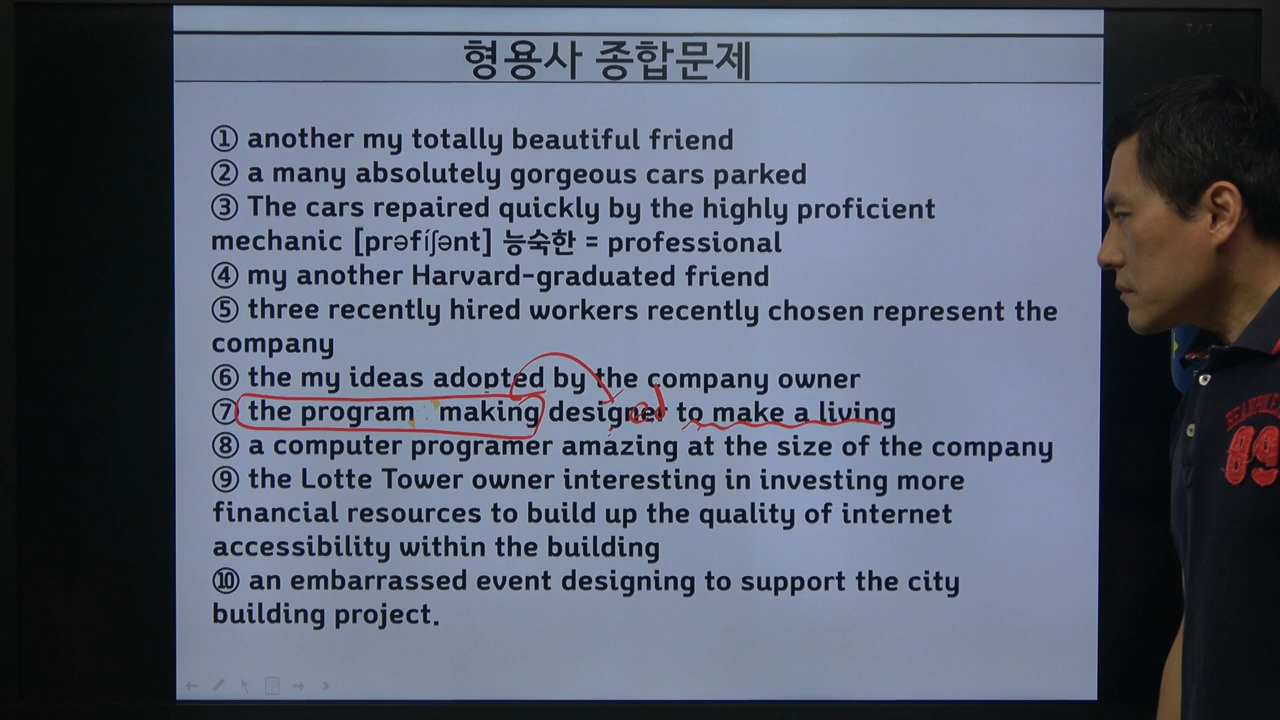 7/7
형용사 종합문제
① another my totally beautiful friend
② a many absolutely gorgeous cars parked
③ The cars repaired quickly by the highly proficient
mechanic [prəfíʃənt] 능숙한 = professional
④ my another Harvard-graduated friend
⑤ three recently hired workers recently chosen represent the
company
⑥ the my ideas adopted by the company owner
⑦ the program making designer to make a living
ed
⑧ a computer programer amazing at the size of the company
⑨ the Lotte Tower owner interesting in investing more
financial resources to build up the quality of internet
accessibility within the building
⑩ an embarrassed event designing to support the city
building project.
89